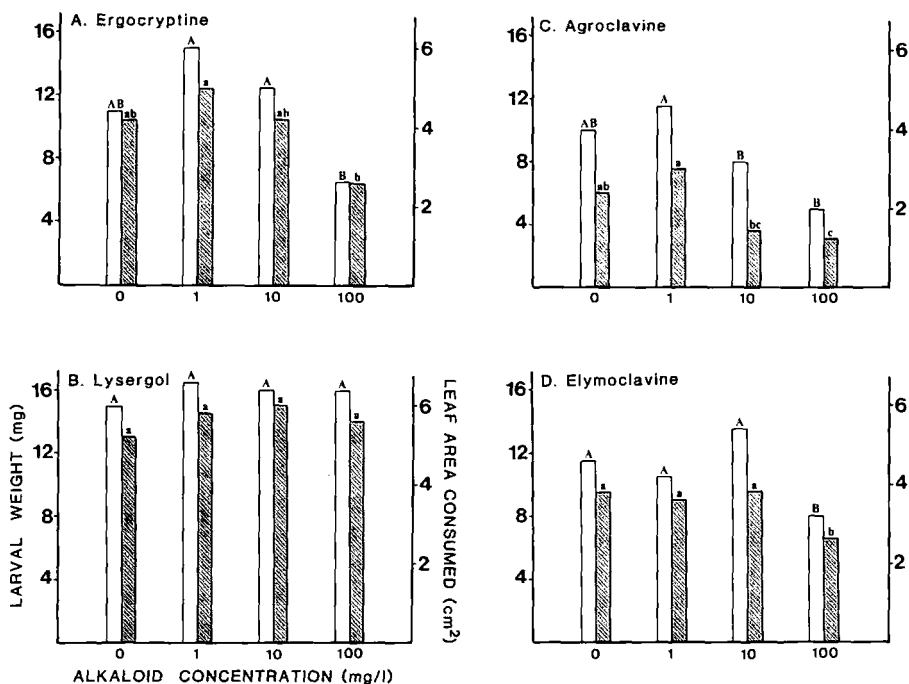 A. Ergocryptine
16
12
8
4
6
4
2
AB
ab
A
a
A
ab
B
b
0
1
10
100
C. Agroclavine
16
12
8
4
6
4
2
AB
ab
A
a
B
bc
B
c
0
1
10
100
B. Lysergol
16
12
8
4
6
4
2
A
a
A
a
A
a
A
a
0
1
10
100
LARVAL WEIGHT (mg)
LEAF AREA
CONSUMED (cm²)
ALKALOID CONCENTRATION (mg/l)
D. Elymoclavine
16
12
8
4
6
4
2
A
a
A
a
A
a
B
b
0
1
10
100